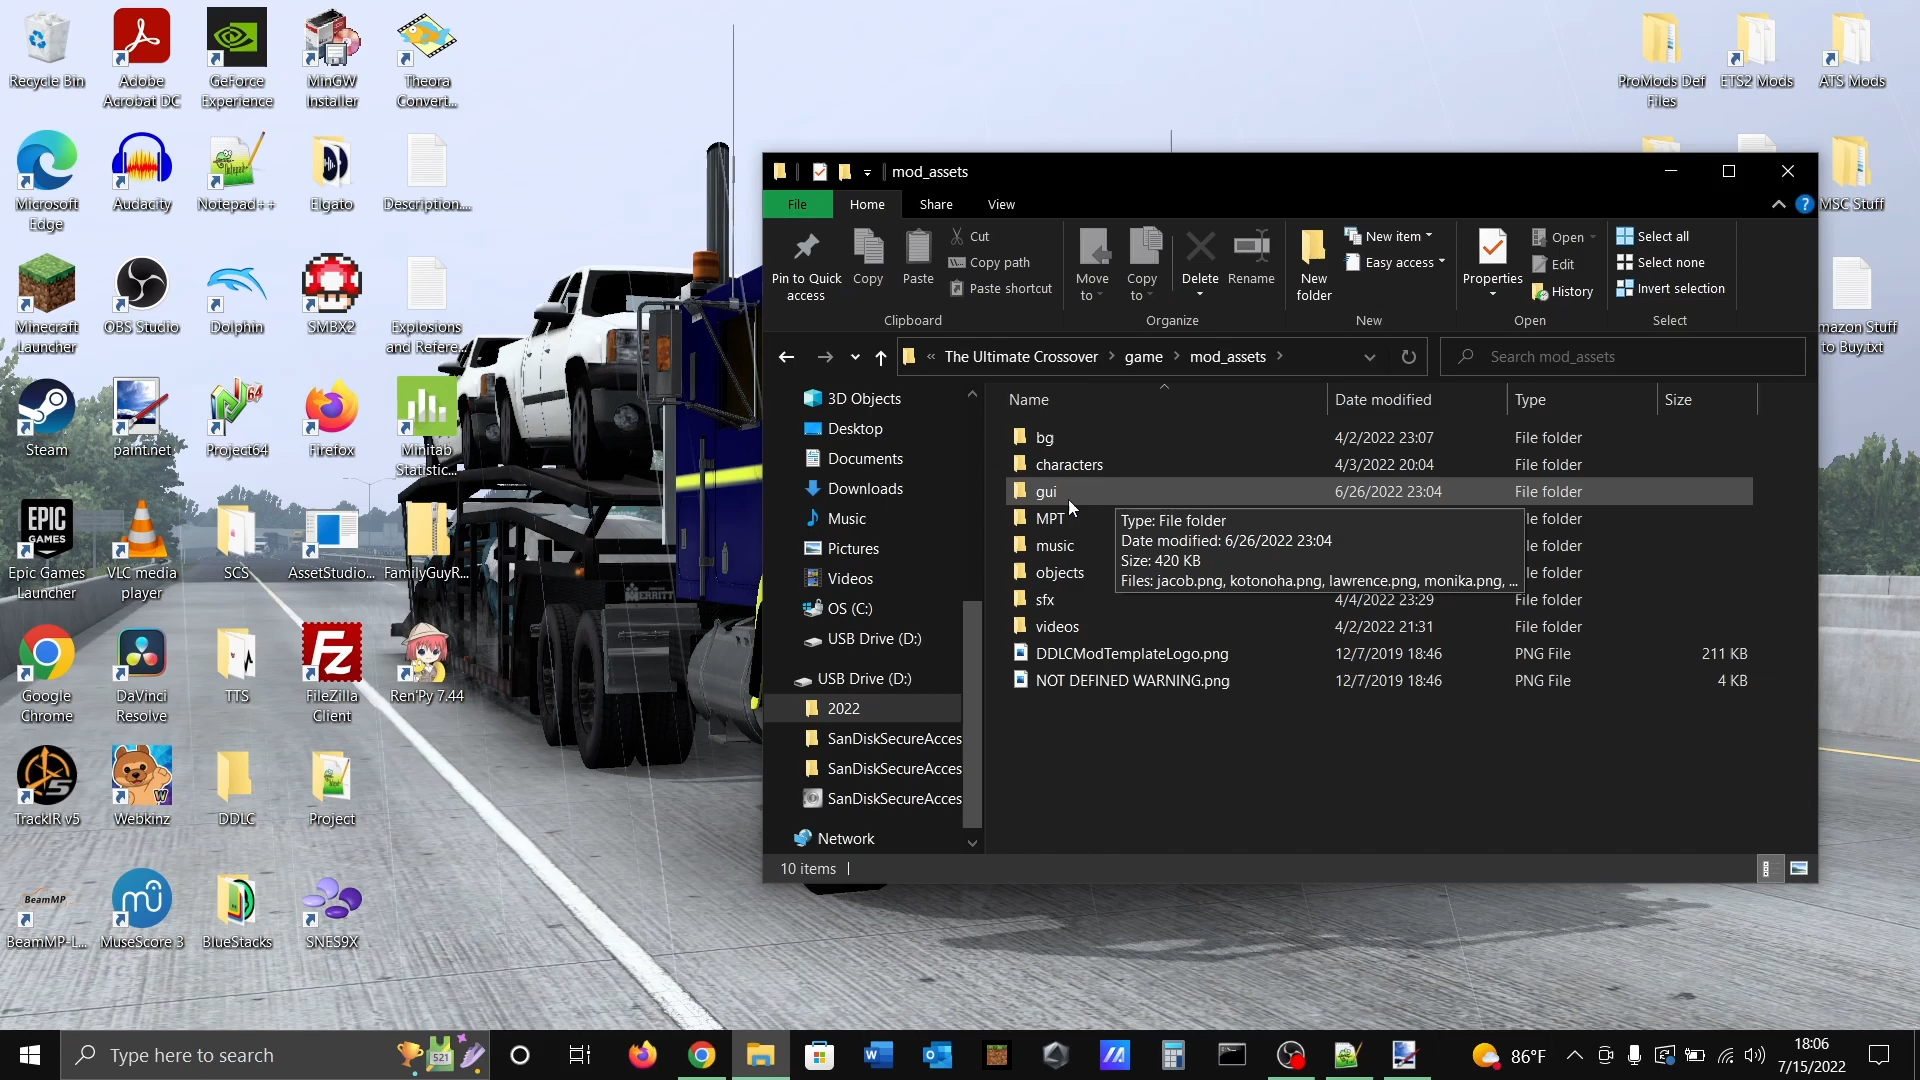 Recycle Bin
Adobe
Acrobat DC
GeForce
Experience
MinGW
Installer
Theora
Convert...
ProMods Def
Files
ETS2 Mods
ATS Mods
Microsoft
Edge
Audacity
Notepad++
Elgato
Description....
MSC Stuff
Minecraft
Launcher
OBS Studio
Dolphin
SMBX2
Explosions
and Refere...
mazon Stuff
to Buy.txt
Steam
paint.net
Project64
Firefox
Minitab
Statistic...
EPIC
GAMES
Epic Games
Launcher
VLC media
player
SCS
AssetStudio...
FamilyGuyR...
Google
Chrome
DaVinci
Resolve
TTS
Fz
FileZilla
Client
Ren'Py 7.44
TrackIR v5
Webkinz
DDLC
Project
BeamMP
BeamMP-L...
MuseScore 3
BlueStacks
SNES9X
MERRITT
mod_assets
File
Home
Share
View
Pin to Quick
access
Copy
Paste
Cut
Copy path
Paste shortcut
Clipboard
Move
to
Copy
to
Delete
Rename
Organize
New
folder
New item
Easy access
New
Properties
Open
Edit
History
Open
Select all
Select none
Invert selection
Select
« The Ultimate Crossover > game > mod_assets >
Search mod_assets
3D Objects
Desktop
Documents
Downloads
Music
Pictures
Videos
OS (C:)
USB Drive (D:)
USB Drive (D:)
2022
SanDiskSecureAcces
SanDiskSecureAcces
SanDiskSecureAcces
Network
Name Date modified Type Size
bg 4/2/2022 23:07 File folder
characters 4/3/2022 20:04 File folder
gui 6/26/2022 23:04 File folder
MPT le folder
music le folder
objects le folder
Type: File folder
Date modified: 6/26/2022 23:04
Size: 420 KB
Files: jacob.png, kotonoha.png, lawrence.png, monika.png, ...
sfx 4/4/2022 23:29 File folder
videos 4/2/2022 21:31 File folder
DDLCModTemplateLogo.png 12/7/2019 18:46 PNG File 211 KB
NOT DEFINED WARNING.png 12/7/2019 18:46 PNG File 4 KB
10 items
Type here to search
521
86°F
18:06
7/15/2022